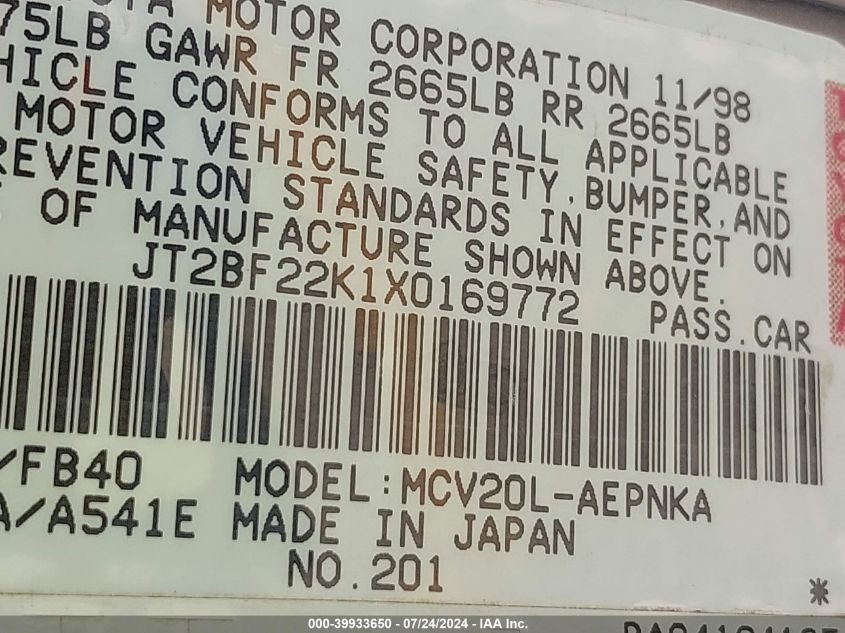 MOTOR CORPORATION 11/98
75LB GAWR FR 2665LB RR 2665LB
HICLE CONFORMS TO ALL APPLICABLE
MOTOR VEHICLE SAFETY,BUMPER,AND
REVENTION STANDARDS IN EFFECT ON
OF MANUFACTURE SHOWN ABOVE.
JT2BF22K1X0169772 PASS.CAR
/FB40 MODEL:MCV20L-AEPNKA
A/A541E MADE IN JAPAN
NO.201
*
000-39933650 - 07/24/2024 - IAA Inc.